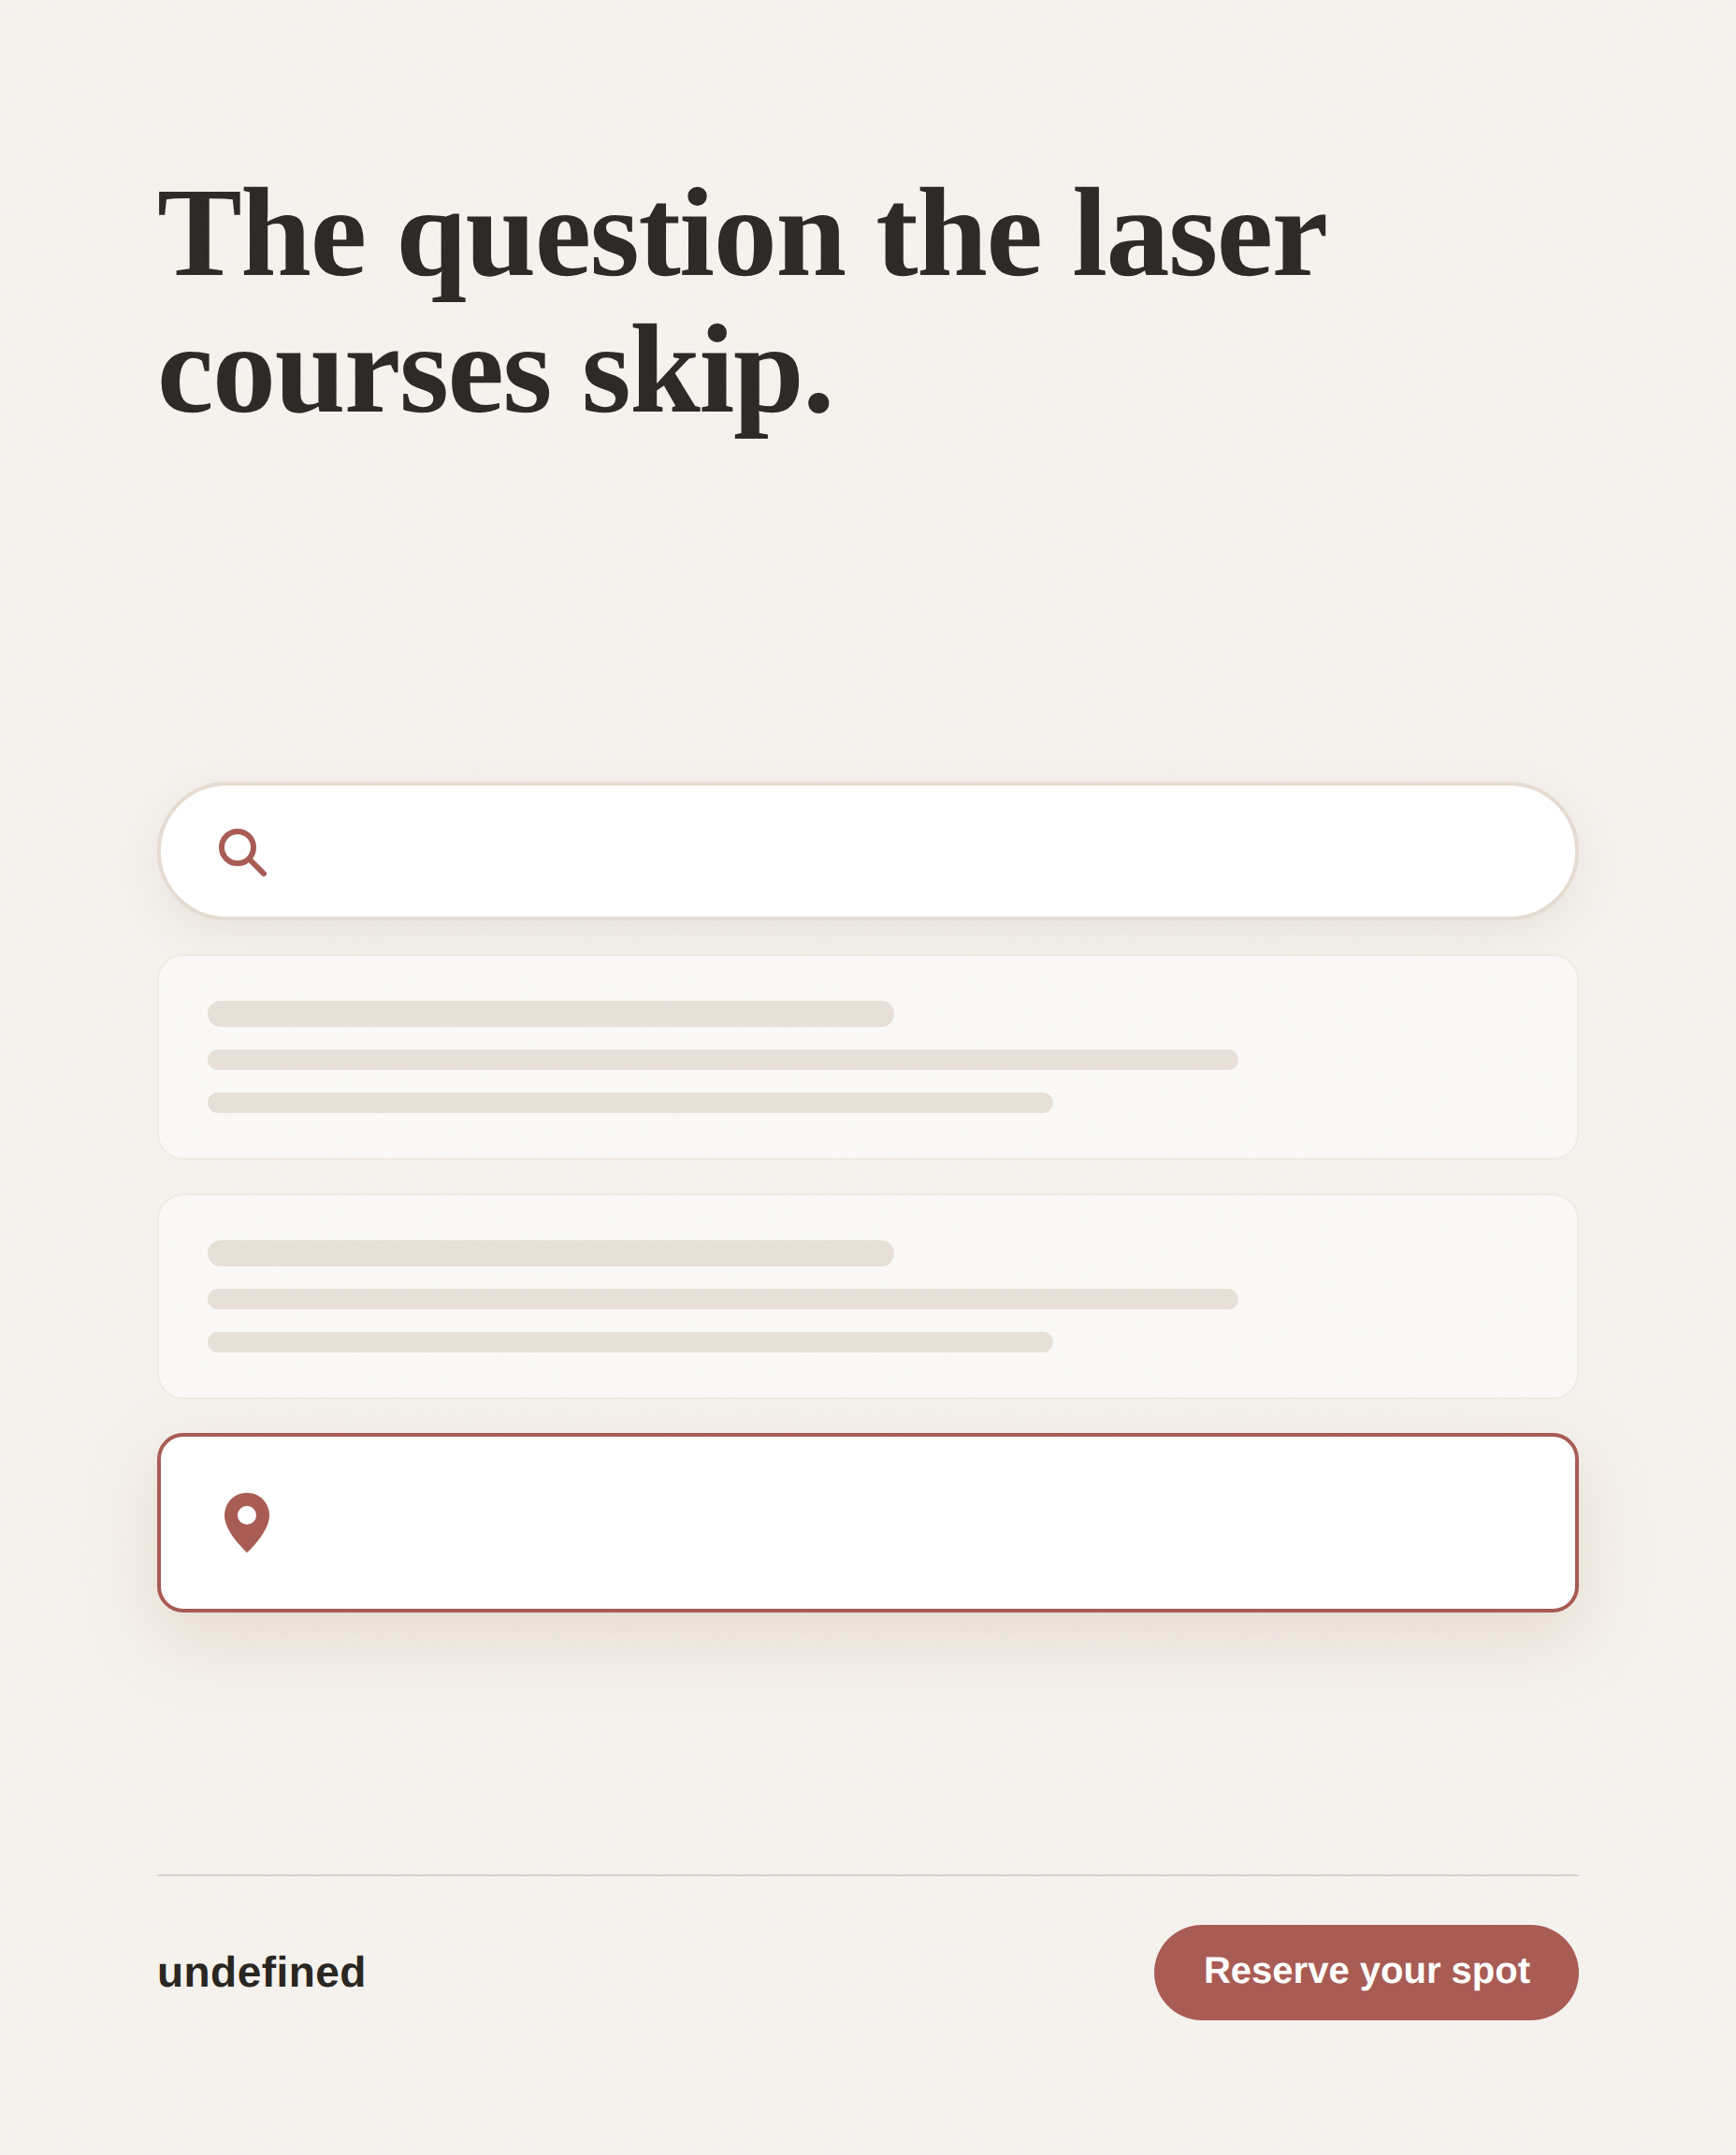 The question the laser
courses skip.
undefined
Reserve your spot